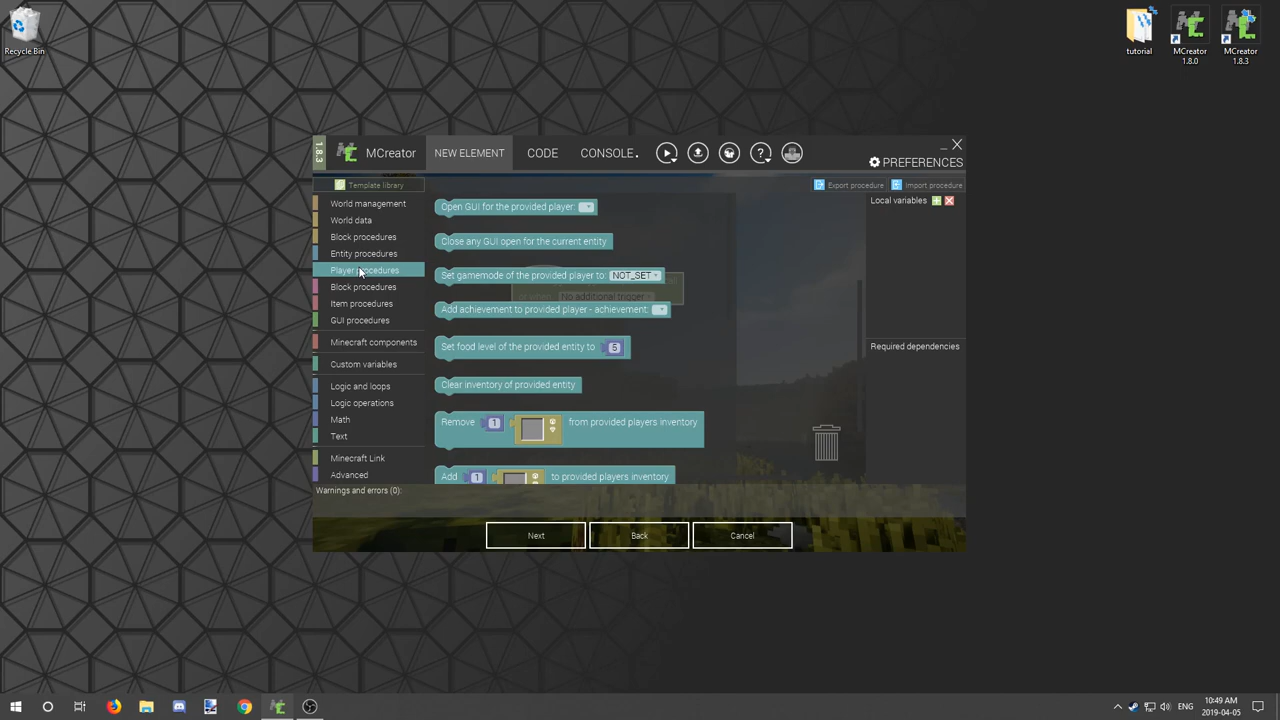 Recycle Bin
tutorial
MCreator
1.8.0
MCreator
1.8.3
1.8.3
MCreator
NEW ELEMENT
CODE
CONSOLE
PREFERENCES
Template library
Export procedure
Import procedure
World management
World data
Block procedures
Entity procedures
Player procedures
Block procedures
Item procedures
GUI procedures
Minecraft components
Custom variables
Logic and loops
Logic operations
Math
Text
Minecraft Link
Advanced
Open GUI for the provided player:
Close any GUI open for the current entity
Set gamemode of the provided player to: NOT_SET
No additional trigger
Add achievement to provided player - achievement:
Set food level of the provided entity to 5
Clear inventory of provided entity
Remove 1 from provided players inventory
Add 1 to provided players inventory
Local variables
Required dependencies
Warnings and errors (0):
Next
Back
Cancel
ENG
10:49 AM
2019-04-05